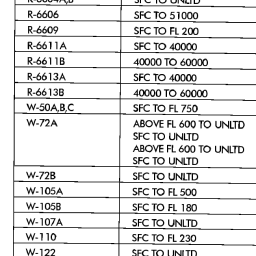 R-6604A,B SFC TO UNLTD
R-6606 SFC TO 51000
R-6609 SFC TO FL 200
R-6611A SFC TO 40000
R-6611B 40000 TO 60000
R-6613A SFC TO 40000
R-6613B 40000 TO 60000
W-50A,B,C SFC TO FL 750
W-72A ABOVE FL 600 TO UNLTD
SFC TO UNLTD
ABOVE FL 600 TO UNLTD
SFC TO UNLTD
W-72B SFC TO UNLTD
W-105A SFC TO FL 500
W-105B SFC TO FL 180
W-107A SFC TO UNLTD
W-110 SFC TO FL 230
W-122 SFC TO UNLTD